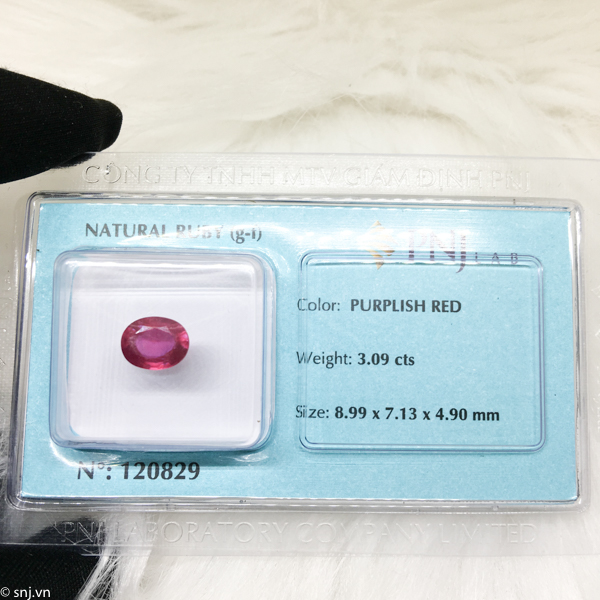 CÔNG TY TNHH MTV GIÁM ĐỊNH PNJ
NATURAL RUBY (g-f)
PNJ LAB
Color: PURPLISH RED
Weight: 3.09 cts
Size: 8.99 x 7.13 x 4.90 mm
N°: 120829
PNJ LABORATORY COMPANY LIMITED
© snj.vn